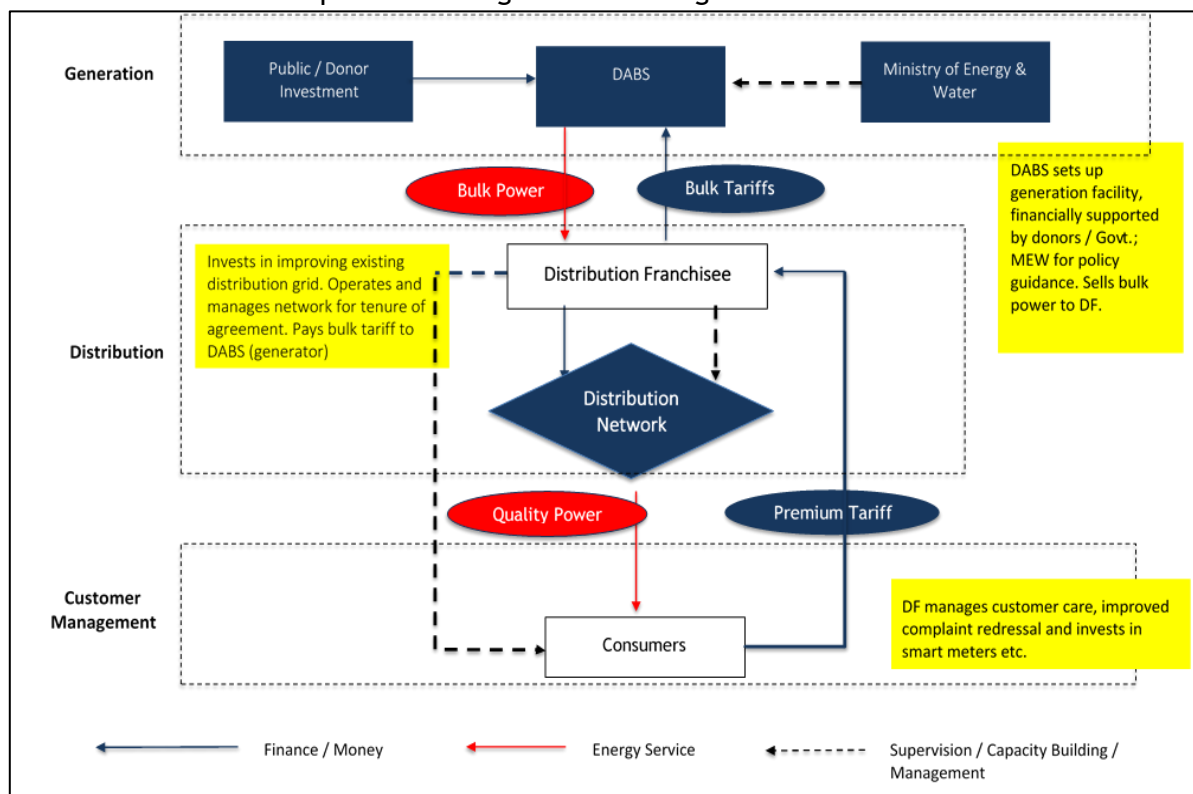 Generation
Public / Donor
Investment
DABS
Ministry of Energy &
Water
Bulk Power
Bulk Tariffs
DABS sets up
generation facility,
financially supported
by donors / Govt.;
MEW for policy
guidance. Sells bulk
power to DF.
Invests in improving existing
distribution grid. Operates and
manages network for tenure of
agreement. Pays bulk tariff to
DABS (generator)
Distribution Franchisee
Distribution
Distribution
Network
Quality Power
Premium Tariff
Customer
Management
Consumers
DF manages customer care, improved
complaint redressal and invests in
smart meters etc.
Finance / Money
Energy Service
Supervision / Capacity Building /
Management